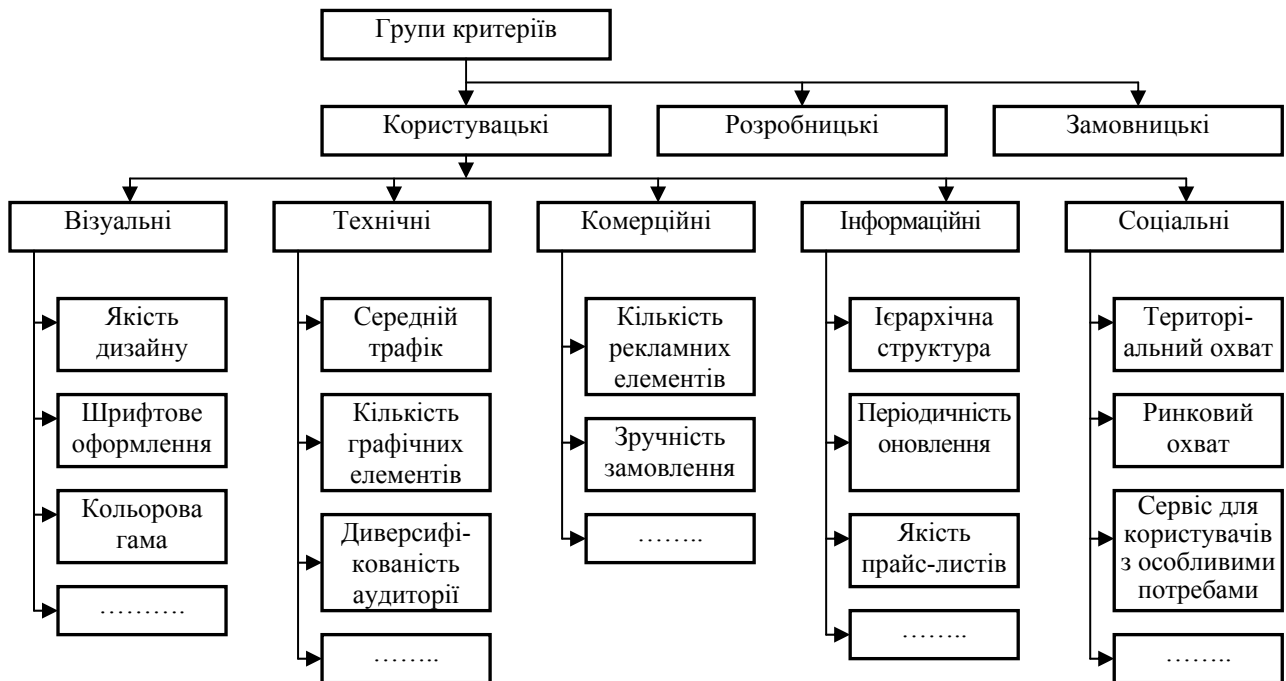 Групи критеріїв
Користувацькі
Розробницькі
Замовницькі
Візуальні
Технічні
Комерційні
Інформаційні
Соціальні
Якість
дизайну
Шрифтове
оформлення
Кольорова
гама
……….
Середній
трафік
Кількість
графічних
елементів
Диверсифі-
кованість
аудиторії
……..
Кількість
рекламних
елементів
Зручність
замовлення
……..
Ієрархічна
структура
Періодичність
оновлення
Якість
прайс-листів
……..
Територі-
альний охват
Ринковий
охват
Сервіс для
користувачів
з особливими
потребами
……..